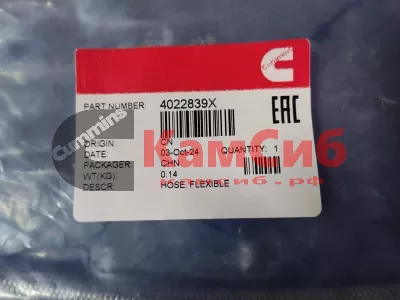 Cummins
PART NUMBER: 4022839X
EAC
ORIGIN: CN
DATE: 03-Oct-24 QUANTITY: 1
PACKAGER: CHN
WT(KG): 0.14
DESCR: HOSE, FLEXIBLE
Cummins
КамСиб
камсиб.рф